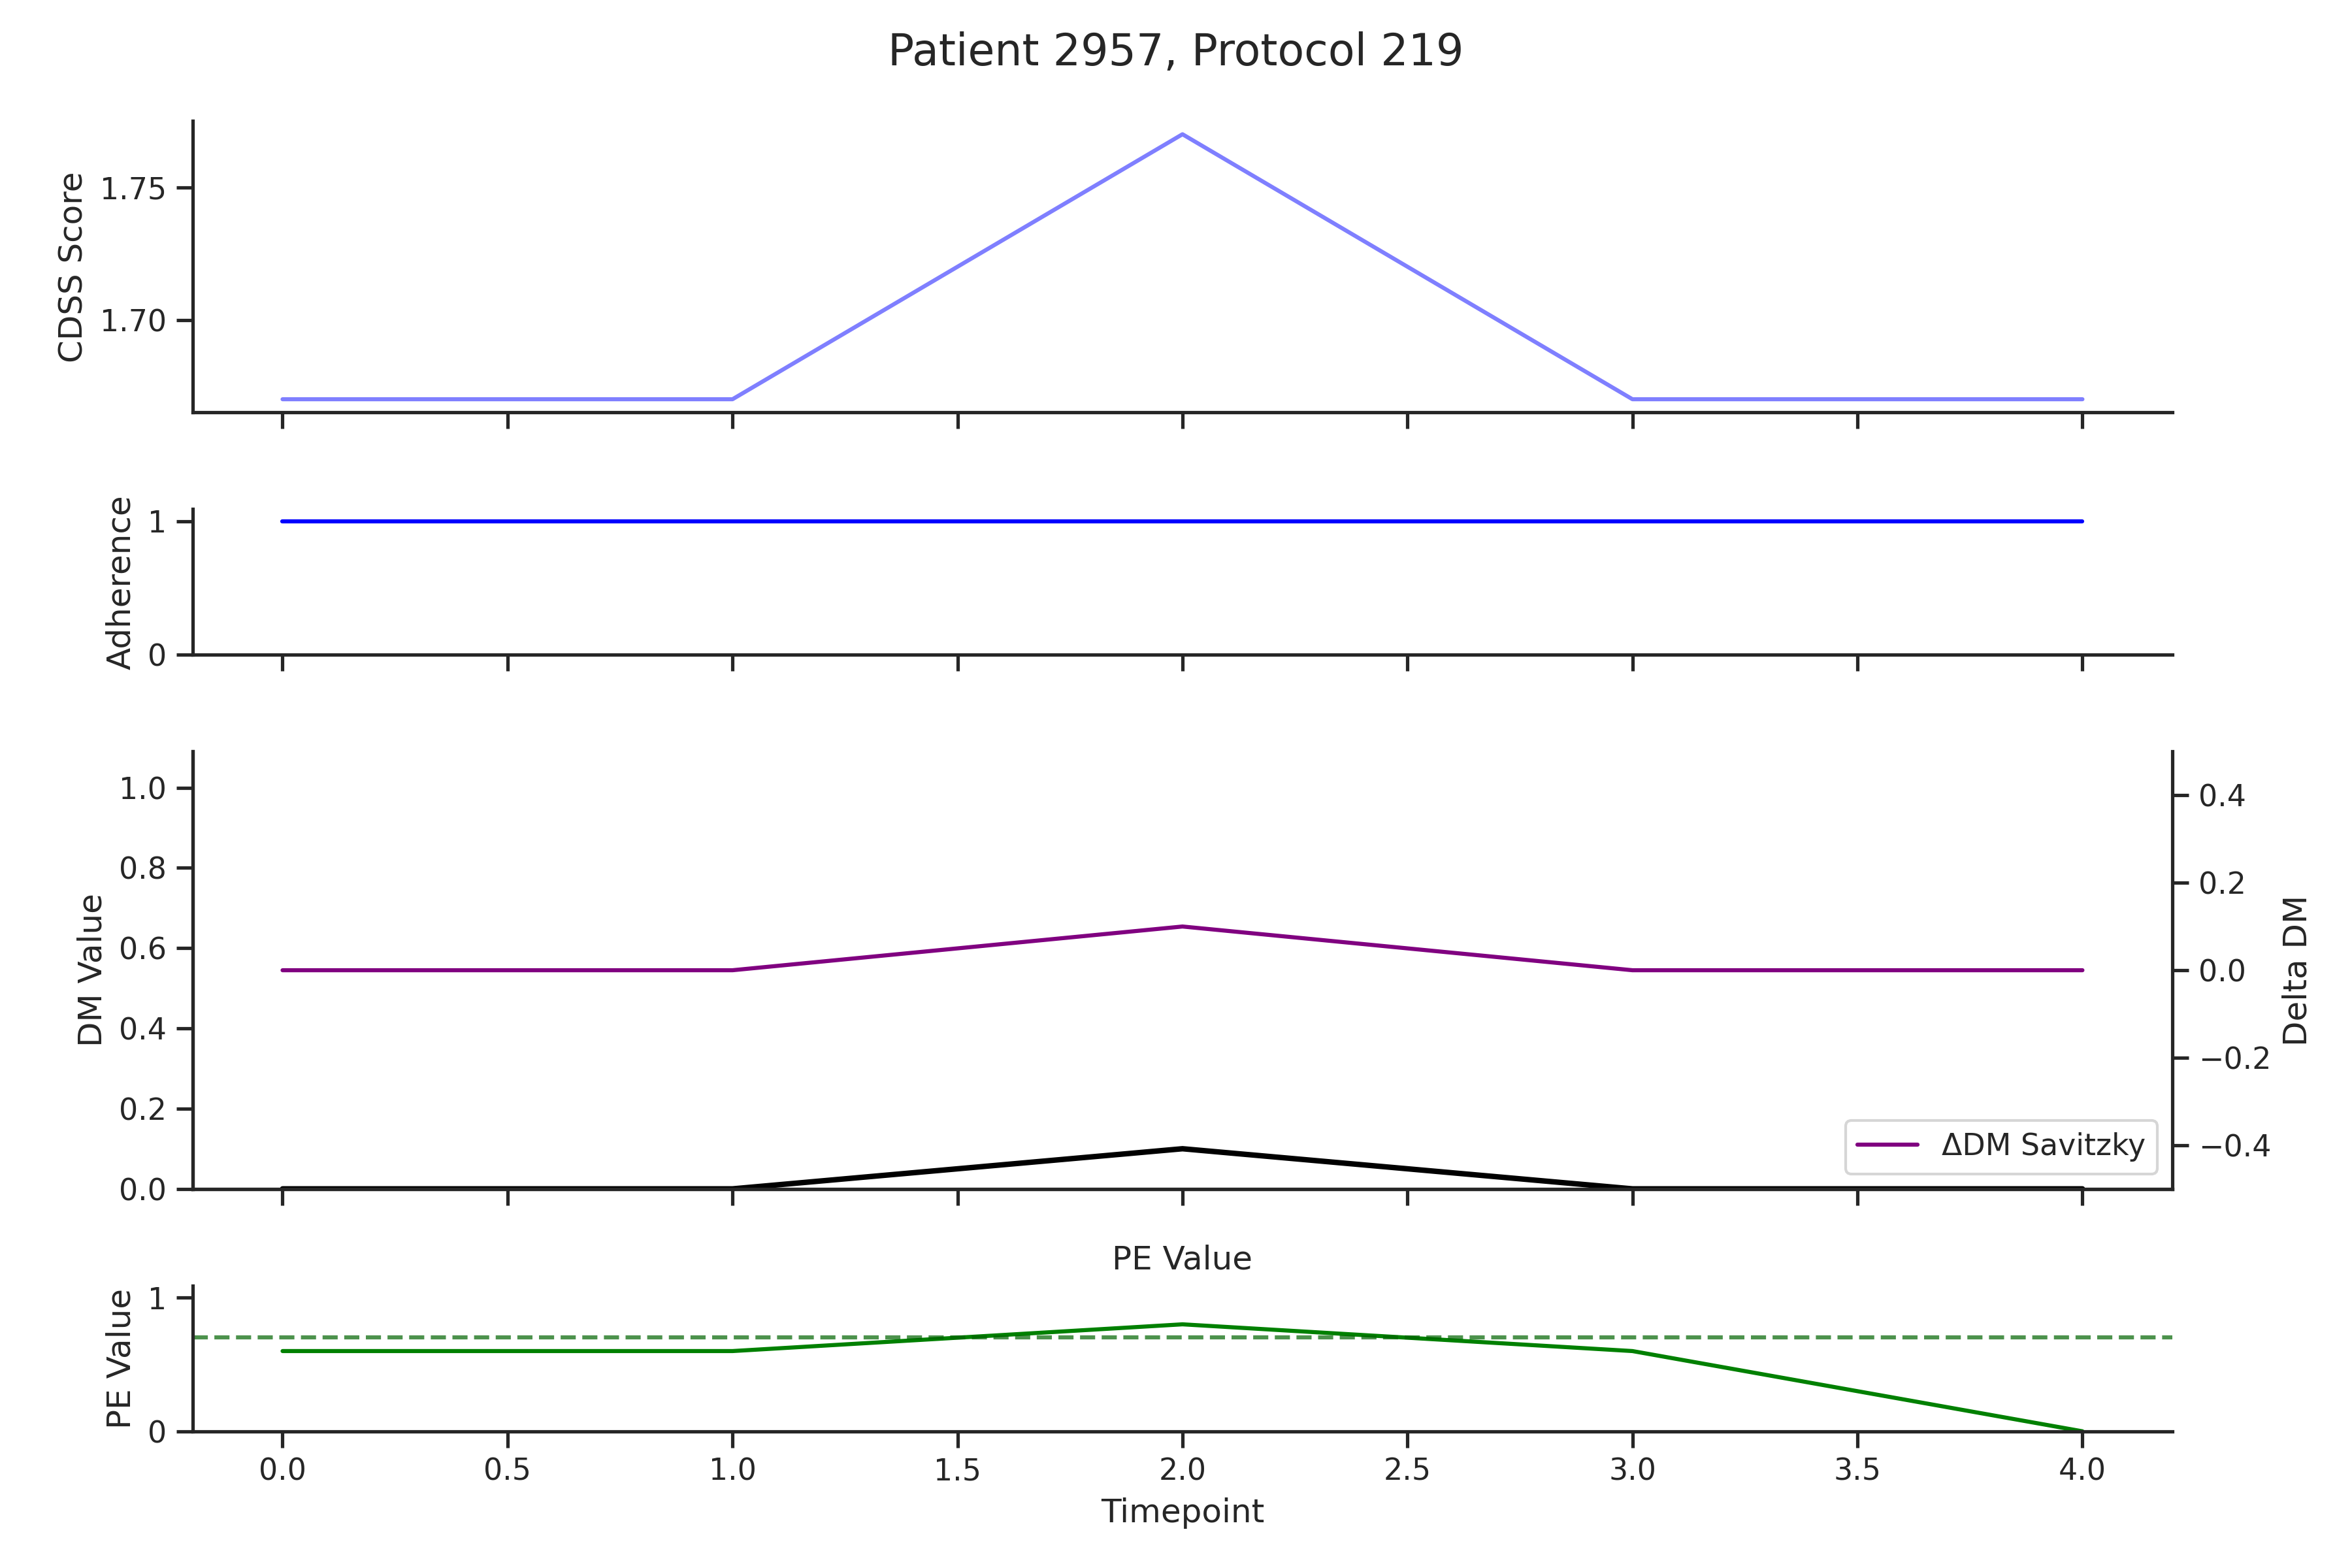 Patient 2957, Protocol 219
CDSS Score
1.75
1.70
Adherence
1
0
DM Value
1.0
0.8
0.6
0.4
0.2
0.0
0.4
0.2
0.0
−0.2
−0.4
Delta DM
ΔDM Savitzky
PE Value
PE Value
1
0
0.0 0.5 1.0 1.5 2.0 2.5 3.0 3.5 4.0
Timepoint